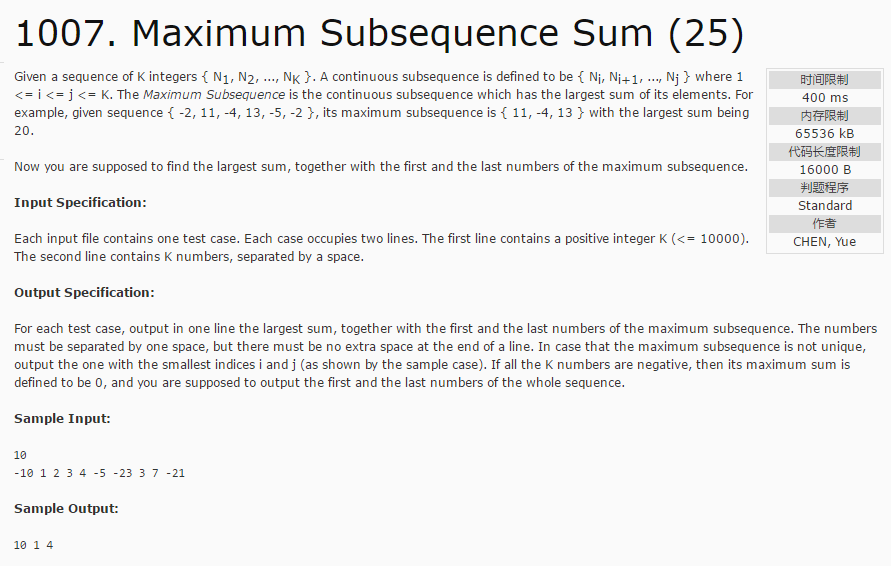 1007. Maximum Subsequence Sum (25)
Given a sequence of K integers { N1, N2, ..., NK }. A continuous subsequence is defined to be { Ni, Ni+1, ..., Nj } where 1
<= i <= j <= K. The Maximum Subsequence is the continuous subsequence which has the largest sum of its elements. For
example, given sequence { -2, 11, -4, 13, -5, -2 }, its maximum subsequence is { 11, -4, 13 } with the largest sum being
20.
Now you are supposed to find the largest sum, together with the first and the last numbers of the maximum subsequence.
Input Specification:
Each input file contains one test case. Each case occupies two lines. The first line contains a positive integer K (<= 10000).
The second line contains K numbers, separated by a space.
Output Specification:
For each test case, output in one line the largest sum, together with the first and the last numbers of the maximum subsequence. The numbers
must be separated by one space, but there must be no extra space at the end of a line. In case that the maximum subsequence is not unique,
output the one with the smallest indices i and j (as shown by the sample case). If all the K numbers are negative, then its maximum sum is
defined to be 0, and you are supposed to output the first and the last numbers of the whole sequence.
Sample Input:
10
-10 1 2 3 4 -5 -23 3 7 -21
Sample Output:
10 1 4
时间限制
400 ms
内存限制
65536 kB
代码长度限制
16000 B
判题程序
Standard
作者
CHEN, Yue